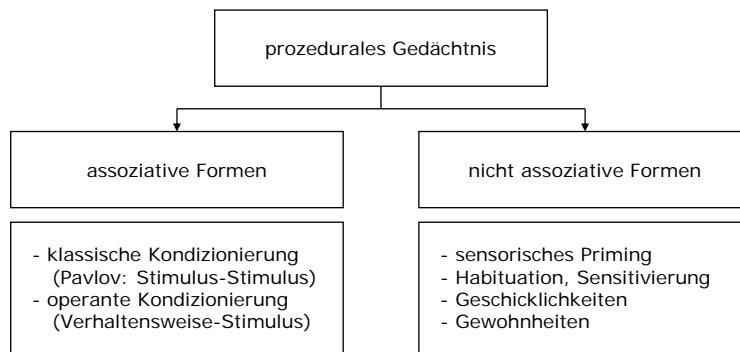 prozedurales Gedächtnis
assoziative Formen
nicht assoziative Formen
- klassische Kondizionierung
(Pavlov: Stimulus-Stimulus)
- operante Kondizionierung
(Verhaltensweise-Stimulus)
- sensorisches Priming
- Habituation, Sensitivierung
- Geschicklichkeiten
- Gewohnheiten